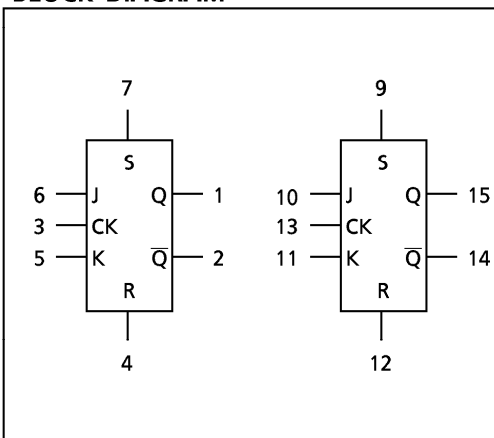 BLOCK DIAGRAM
7
S
6 J Q 1
3 CK
5 K Q̅ 2
R
4
9
S
10 J Q 15
13 CK
11 K Q̅ 14
R
12